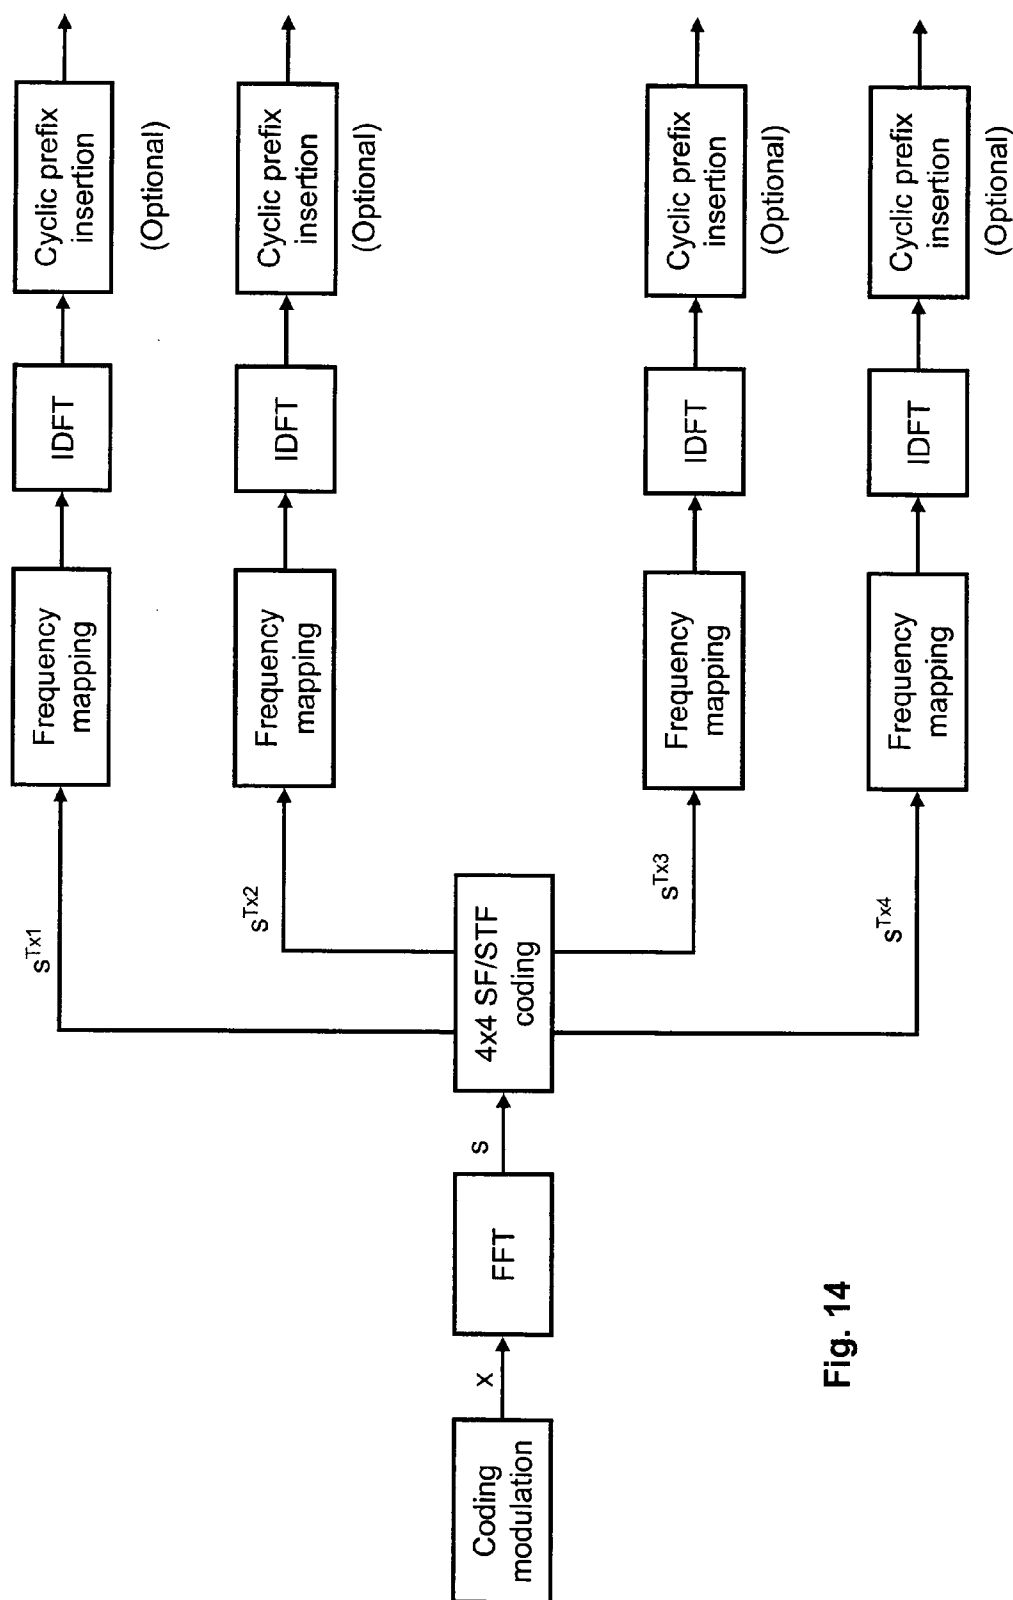 Coding
modulation
x
FFT
s
4x4 SF/STF
coding
s^Tx1
Frequency
mapping
IDFT
Cyclic prefix
insertion
(Optional)
s^Tx2
Frequency
mapping
IDFT
Cyclic prefix
insertion
(Optional)
s^Tx3
Frequency
mapping
IDFT
Cyclic prefix
insertion
(Optional)
s^Tx4
Frequency
mapping
IDFT
Cyclic prefix
insertion
(Optional)
Fig. 14